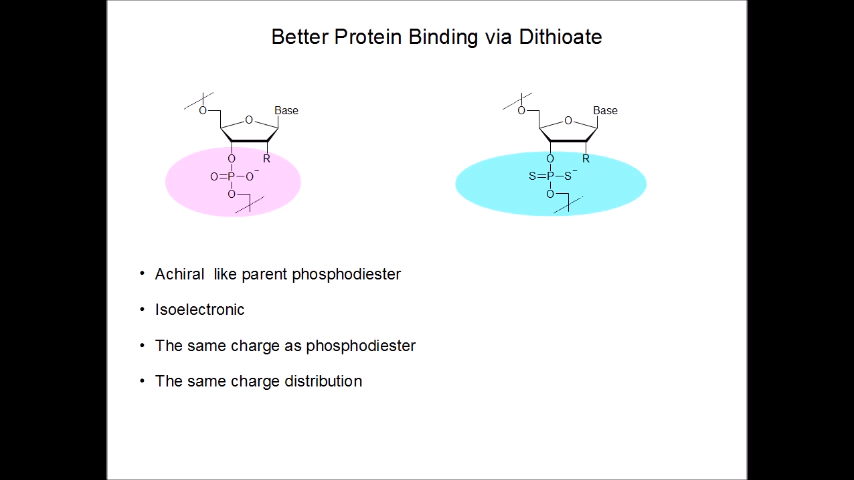 Better Protein Binding via Dithioate
O Base O Base
O O
O R O R
O=P–O⁻ S=P–S⁻
O O
• Achiral like parent phosphodiester
• Isoelectronic
• The same charge as phosphodiester
• The same charge distribution